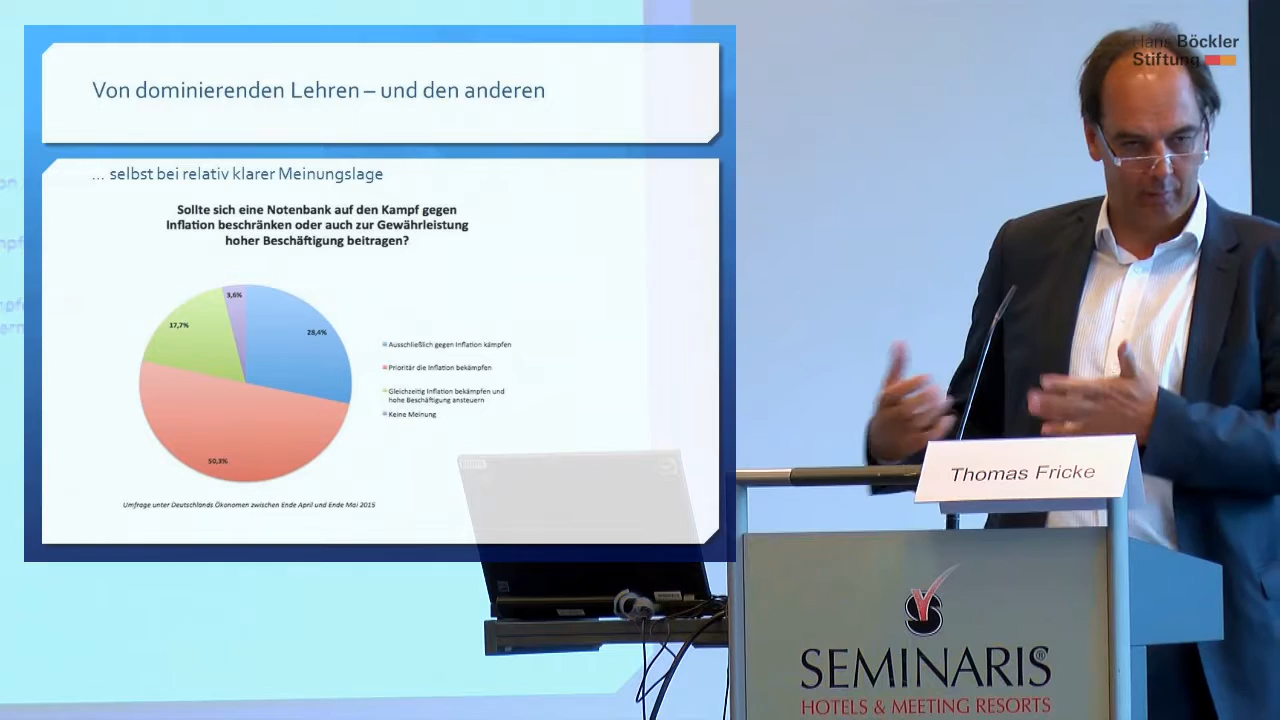 Von dominierenden Lehren – und den anderen
... selbst bei relativ klarer Meinungslage
Sollte sich eine Notenbank auf den Kampf gegen
Inflation beschränken oder auch zur Gewährleistung
hoher Beschäftigung beitragen?
3,6%
17,7%
28,4%
50,3%
Ausschließlich gegen Inflation kämpfen
Priorität die Inflation bekämpfen
Gleichzeitig Inflation bekämpfen und
hohe Beschäftigung ansteuern
Keine Meinung
Umfrage unter Deutschlands Ökonomen zwischen Ende April und Ende Mai 2015
Hans Böckler
Stiftung
Thomas Fricke
SEMINARIS®
HOTELS & MEETING RESORTS